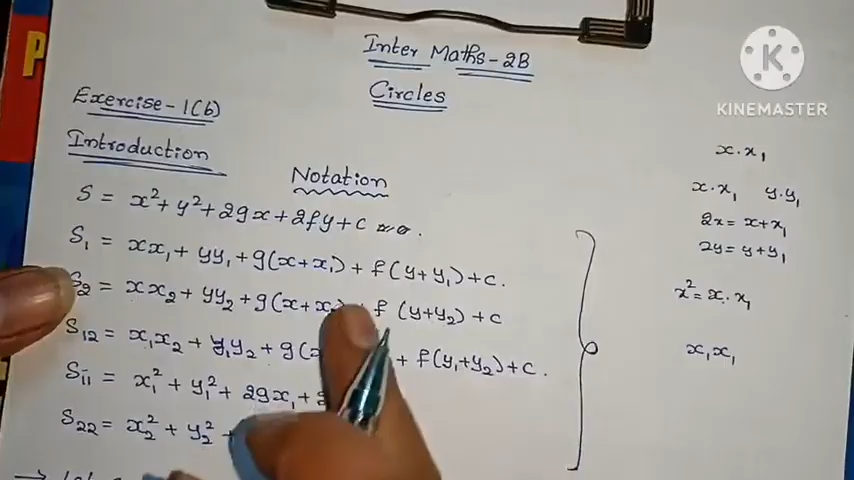 Inter Maths-2B
Circles
Exercise-1(b)
Introduction
Notation
S = x²+y²+2gx+2fy+c=0.
S₁ = xx₁+yy₁+g(x+x₁)+f(y+y₁)+c.
S₂ = xx₂+yy₂+g(x+x₂)+f(y+y₂)+c
S₁₂ = x₁x₂+y₁y₂+g( +f(y₁+y₂)+c.
S₁₁ = x₁²+y₁²+2gx₁+
S₂₂ = x₂²+y₂²+
x·x₁
x·x₁ y·y₁
2x=x+x₁
2y=y+y₁
x²=x·x₁
x₁x₁
P
K
KINEMASTER